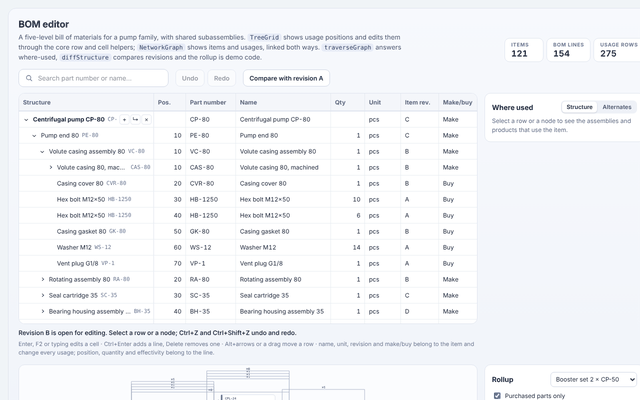 BOM editor
A five-level bill of materials for a pump family, with shared subassemblies. TreeGrid shows usage positions and edits them
through the core row and cell helpers; NetworkGraph shows items and usages, linked both ways. traverseGraph answers
where-used, diffStructure compares revisions and the rollup is demo code.
ITEMS
121
BOM LINES
154
USAGE ROWS
275
Search part number or name...
Undo
Redo
Compare with revision A
Structure Pos. Part number Name Qty Unit Item rev. Make/buy
Centrifugal pump CP-80 CP- CP-80 Centrifugal pump CP-80 pcs C Make
Pump end 80 PE-80 10 PE-80 Pump end 80 1 pcs C Make
Volute casing assembly 80 VC-80 10 VC-80 Volute casing assembly 80 1 pcs B Make
Volute casing 80, mac... CAS-80 10 CAS-80 Volute casing 80, machined 1 pcs C Make
Casing cover 80 CVR-80 20 CVR-80 Casing cover 80 1 pcs B Buy
Hex bolt M12×50 HB-1250 30 HB-1250 Hex bolt M12×50 10 pcs A Buy
Hex bolt M12×50 HB-1250 40 HB-1250 Hex bolt M12×50 6 pcs A Buy
Casing gasket 80 GK-80 50 GK-80 Casing gasket 80 1 pcs B Buy
Washer M12 WS-12 60 WS-12 Washer M12 14 pcs A Buy
Vent plug G1/8 VP-1 70 VP-1 Vent plug G1/8 1 pcs A Buy
Rotating assembly 80 RA-80 20 RA-80 Rotating assembly 80 1 pcs B Make
Seal cartridge 35 SC-35 30 SC-35 Seal cartridge 35 1 pcs C Make
Bearing housing assembly ... BH-35 40 BH-35 Bearing housing assembly 35 1 pcs D Make
Where used
Structure
Alternates
Select a row or a node to see the assemblies and
products that use the item.
Revision B is open for editing. Select a row or a node; Ctrl+Z and Ctrl+Shift+Z undo and redo.
Enter, F2 or typing edits a cell · Ctrl+Enter adds a line, Delete removes one · Alt+arrows or a drag move a row · name, unit, revision and make/buy belong to the item and
change every usage; position, quantity and effectivity belong to the line.
Rollup
Booster set 2 × CP-50
Purchased parts only